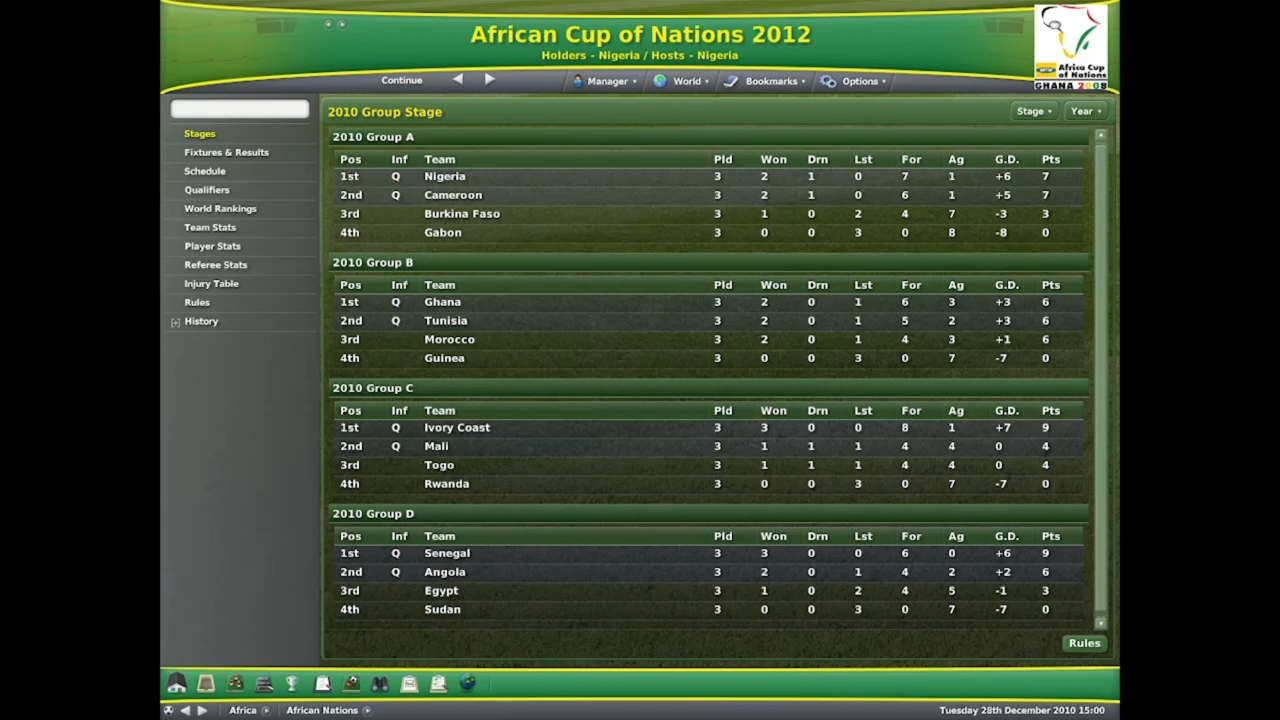 African Cup of Nations 2012
Holders - Nigeria / Hosts - Nigeria
Africa Cup
of Nations
GHANA 2008
Continue Manager World Bookmarks Options
Stages
Fixtures & Results
Schedule
Qualifiers
World Rankings
Team Stats
Player Stats
Referee Stats
Injury Table
Rules
History
2010 Group Stage Stage Year
2010 Group A
Pos Inf Team Pld Won Drn Lst For Ag G.D. Pts
1st Q Nigeria 3 2 1 0 7 1 +6 7
2nd Q Cameroon 3 2 1 0 6 1 +5 7
3rd Burkina Faso 3 1 0 2 4 7 -3 3
4th Gabon 3 0 0 3 0 8 -8 0
2010 Group B
Pos Inf Team Pld Won Drn Lst For Ag G.D. Pts
1st Q Ghana 3 2 0 1 6 3 +3 6
2nd Q Tunisia 3 2 0 1 5 2 +3 6
3rd Morocco 3 2 0 1 4 3 +1 6
4th Guinea 3 0 0 3 0 7 -7 0
2010 Group C
Pos Inf Team Pld Won Drn Lst For Ag G.D. Pts
1st Q Ivory Coast 3 3 0 0 8 1 +7 9
2nd Q Mali 3 1 1 1 4 4 0 4
3rd Togo 3 1 1 1 4 4 0 4
4th Rwanda 3 0 0 3 0 7 -7 0
2010 Group D
Pos Inf Team Pld Won Drn Lst For Ag G.D. Pts
1st Q Senegal 3 3 0 0 6 0 +6 9
2nd Q Angola 3 2 0 1 4 2 +2 6
3rd Egypt 3 1 0 2 4 5 -1 3
4th Sudan 3 0 0 3 0 7 -7 0
Rules
Africa African Nations Tuesday 28th December 2010 15:00